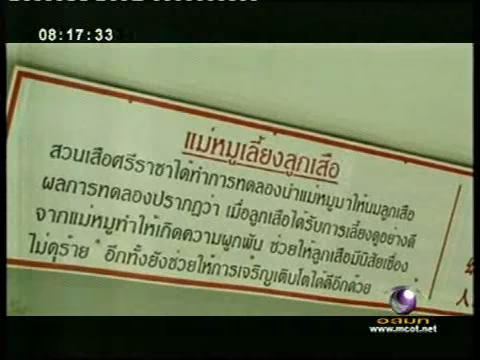 08:17:33
แม่หมูเลี้ยงลูกเสือ
สวนเสือศรีราชาได้ทำการทดลองนำแม่หมูมาให้นมลูกเสือ
ผลการทดลองปรากฏว่า เมื่อลูกเสือได้รับการเลี้ยงดูอย่างดี
จากแม่หมูทำให้เกิดความผูกพัน ช่วยให้ลูกเสือมีนิสัยเชื่อง
ไม่ดุร้าย อีกทั้งยังช่วยให้การเจริญเติบโตได้ดีอีกด้วย
人
อสมท
www.mcot.net